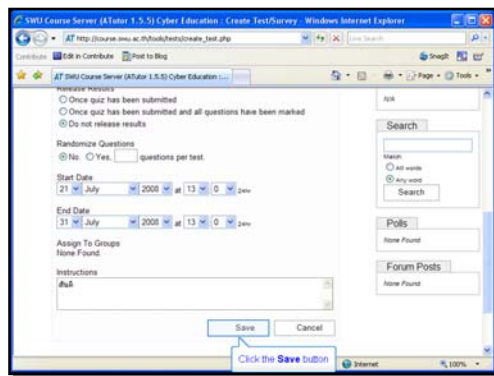 SWU Course Server (ATutor 1.5.5) Cyber Education : Create Test/Survey - Windows Internet Explorer
AT http://course.swu.ac.th/tools/tests/create_test.php
Live Search
Contribute Edit in Contribute Post to Blog
SnagIt
AT SWU Course Server (ATutor 1.5.5) Cyber Education :...
Page Tools
Release Results
Once quiz has been submitted
Once quiz has been submitted and all questions have been marked
Do not release results
Randomize Questions
No. Yes, questions per test.
Start Date
21 July 2008 at 13 : 0
End Date
31 July 2008 at 13 : 0
Assign To Groups
None Found.
Instructions
Save Cancel
Click the Save button
N/A
Search
Match
All words
Any word
Search
Polls
None Found
Forum Posts
None Found
Internet 100%